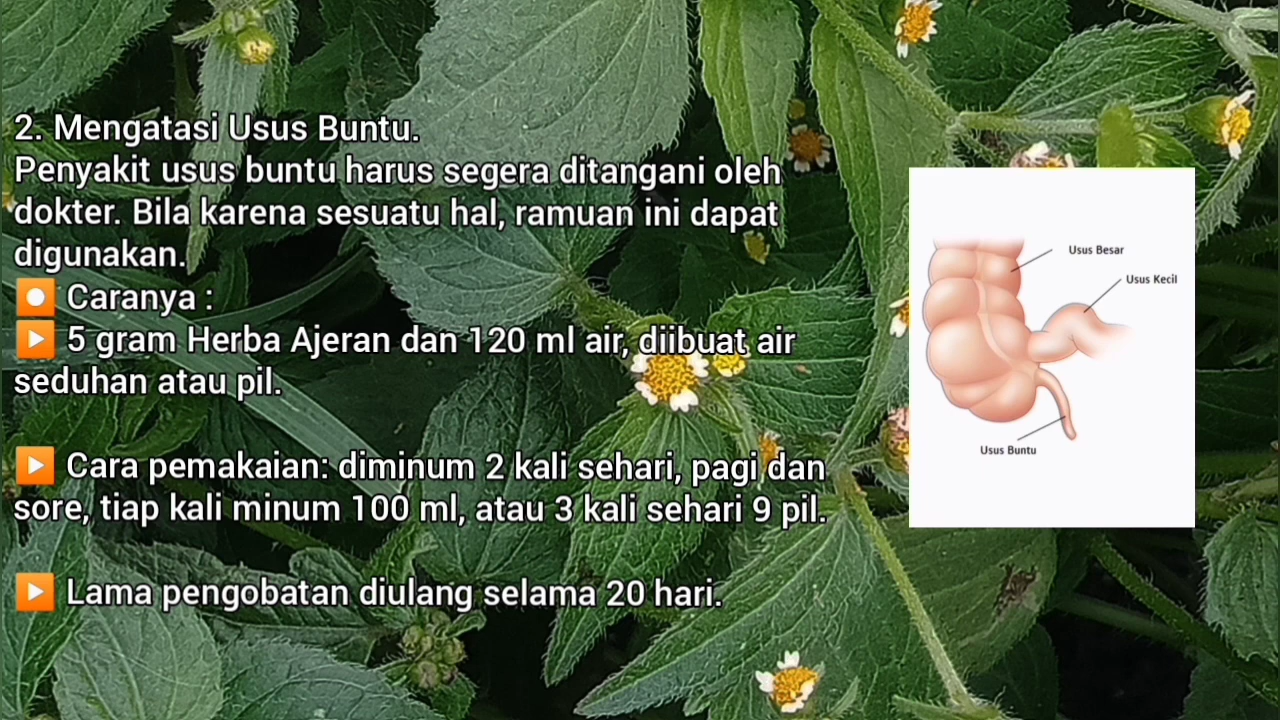 2. Mengatasi Usus Buntu.
Penyakit usus buntu harus segera ditangani oleh
dokter. Bila karena sesuatu hal, ramuan ini dapat
digunakan.
⏺ Caranya :
▶ 5 gram Herba Ajeran dan 120 ml air, diibuat air
seduhan atau pil.
▶ Cara pemakaian: diminum 2 kali sehari, pagi dan
sore, tiap kali minum 100 ml, atau 3 kali sehari 9 pil.
▶ Lama pengobatan diulang selama 20 hari.
Usus Besar
Usus Kecil
Usus Buntu